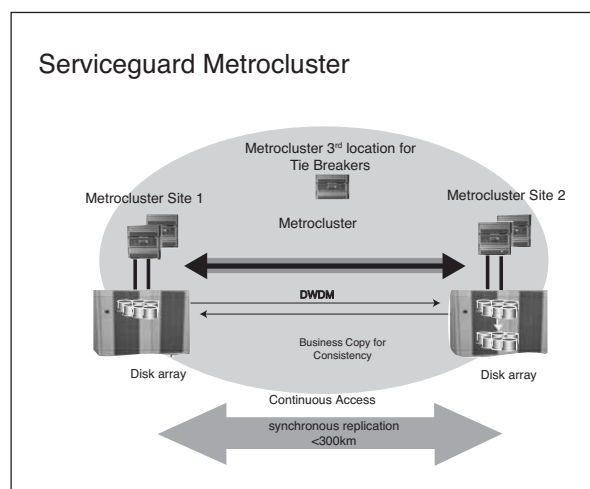 Serviceguard Metrocluster
Metrocluster 3rd location for
Tie Breakers
Metrocluster Site 1
Metrocluster Site 2
Metrocluster
DWDM
Business Copy for
Consistency
Disk array
Disk array
Continuous Access
synchronous replication
<300km